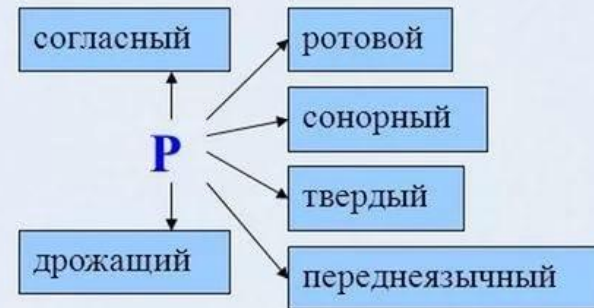 согласный
ротовой
сонорный
Р
твердый
дрожащий
переднеязычный